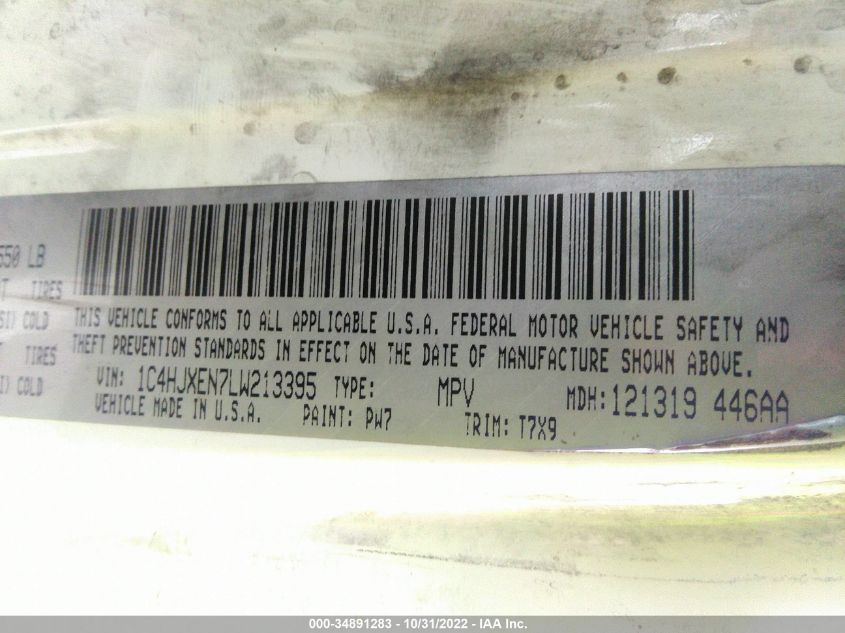 550 LB
TIRES
COLD
TIRES
COLD
THIS VEHICLE CONFORMS TO ALL APPLICABLE U.S.A. FEDERAL MOTOR VEHICLE SAFETY AND
THEFT PREVENTION STANDARDS IN EFFECT ON THE DATE OF MANUFACTURE SHOWN ABOVE.
VIN: 1C4HJXEN7LW213395 TYPE: MPV MDH: 121319 446AA
VEHICLE MADE IN U.S.A. PAINT: PW7 TRIM: T7X9
000-34891283 - 10/31/2022 - IAA Inc.